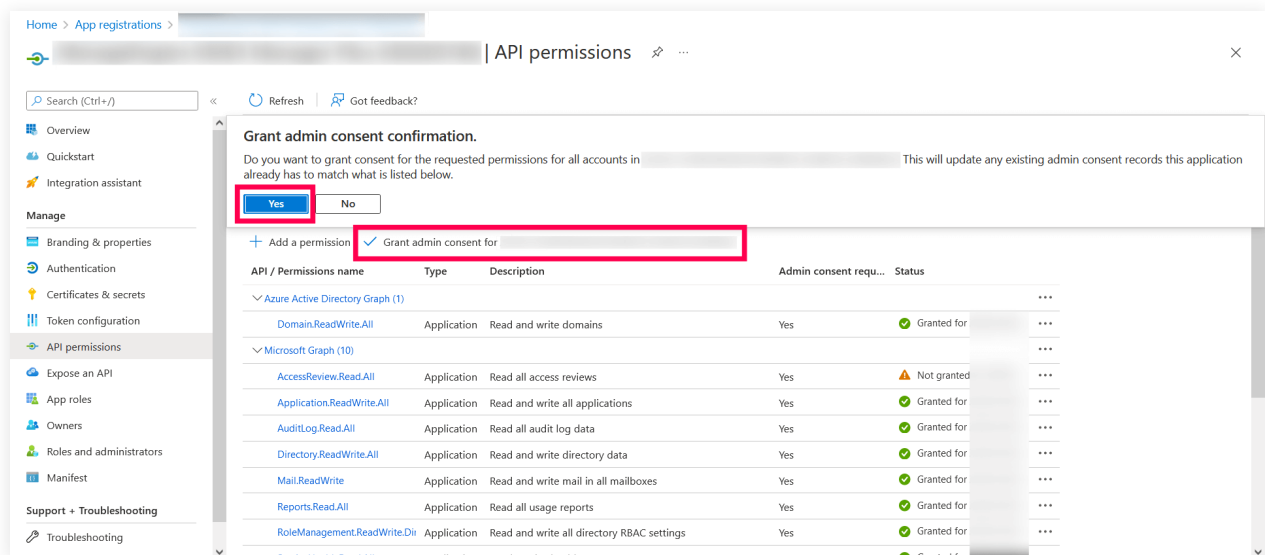 Home > App registrations >
| API permissions
Search (Ctrl+/)
Refresh
Got feedback?
Overview
Quickstart
Integration assistant
Manage
Branding & properties
Authentication
Certificates & secrets
Token configuration
API permissions
Expose an API
App roles
Owners
Roles and administrators
Manifest
Support + Troubleshooting
Troubleshooting
Grant admin consent confirmation.
Do you want to grant consent for the requested permissions for all accounts in This will update any existing admin consent records this application
already has to match what is listed below.
Yes No
Add a permission Grant admin consent for
API / Permissions name Type Description Admin consent requ... Status
Azure Active Directory Graph (1)
Domain.ReadWrite.All Application Read and write domains Yes Granted for
Microsoft Graph (10)
AccessReview.Read.All Application Read all access reviews Yes Not granted
Application.ReadWrite.All Application Read and write all applications Yes Granted for
AuditLog.Read.All Application Read all audit log data Yes Granted for
Directory.ReadWrite.All Application Read and write directory data Yes Granted for
Mail.ReadWrite Application Read and write mail in all mailboxes Yes Granted for
Reports.Read.All Application Read all usage reports Yes Granted for
RoleManagement.ReadWrite.Dir Application Read and write all directory RBAC settings Yes Granted for